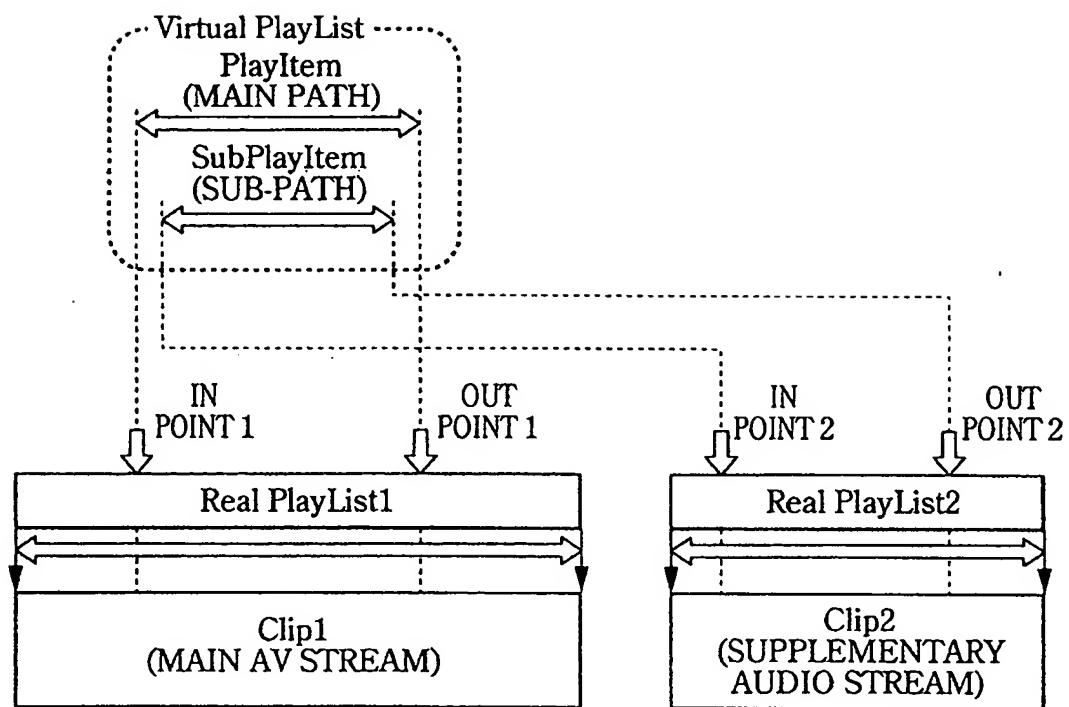 Virtual PlayList
PlayItem
(MAIN PATH)
SubPlayItem
(SUB-PATH)
IN
POINT 1
OUT
POINT 1
IN
POINT 2
OUT
POINT 2
Real PlayList1
Real PlayList2
Clip1
(MAIN AV STREAM)
Clip2
(SUPPLEMENTARY
AUDIO STREAM)